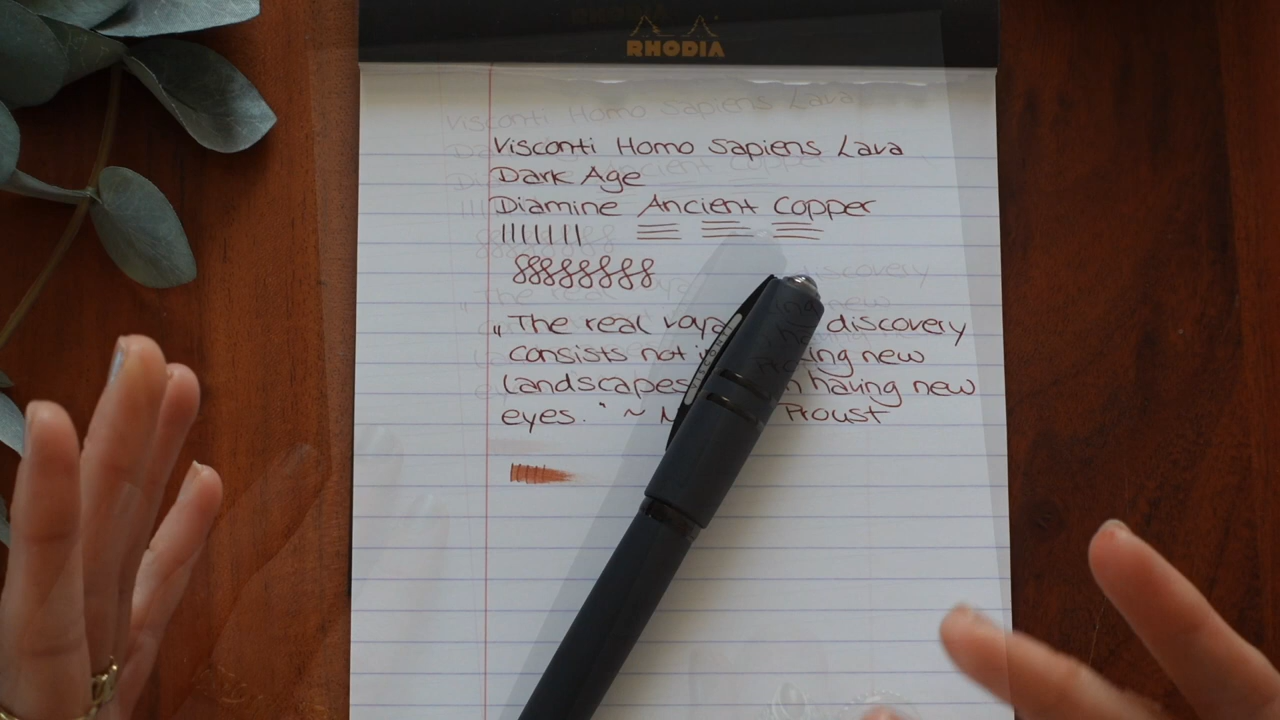 RHODIA
Visconti Homo Sapiens Lava
Dark Age
Diamine Ancient Copper
"The real discovery
consists not new
landscapes having new
eyes." ~ Proust
VISCONTI